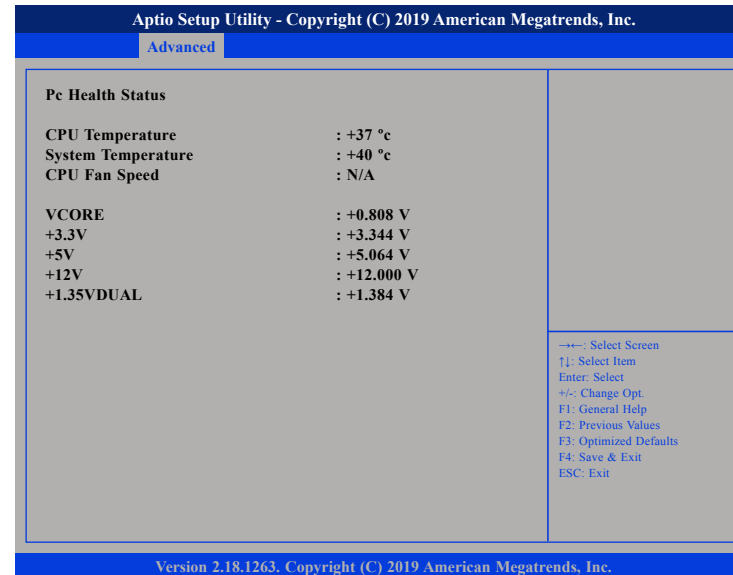 Aptio Setup Utility - Copyright (C) 2019 American Megatrends, Inc.
Advanced
Pc Health Status
CPU Temperature : +37 °c
System Temperature : +40 °c
CPU Fan Speed : N/A
VCORE : +0.808 V
+3.3V : +3.344 V
+5V : +5.064 V
+12V : +12.000 V
+1.35VDUAL : +1.384 V
→←: Select Screen
↑↓: Select Item
Enter: Select
+/-: Change Opt.
F1: General Help
F2: Previous Values
F3: Optimized Defaults
F4: Save & Exit
ESC: Exit
Version 2.18.1263. Copyright (C) 2019 American Megatrends, Inc.